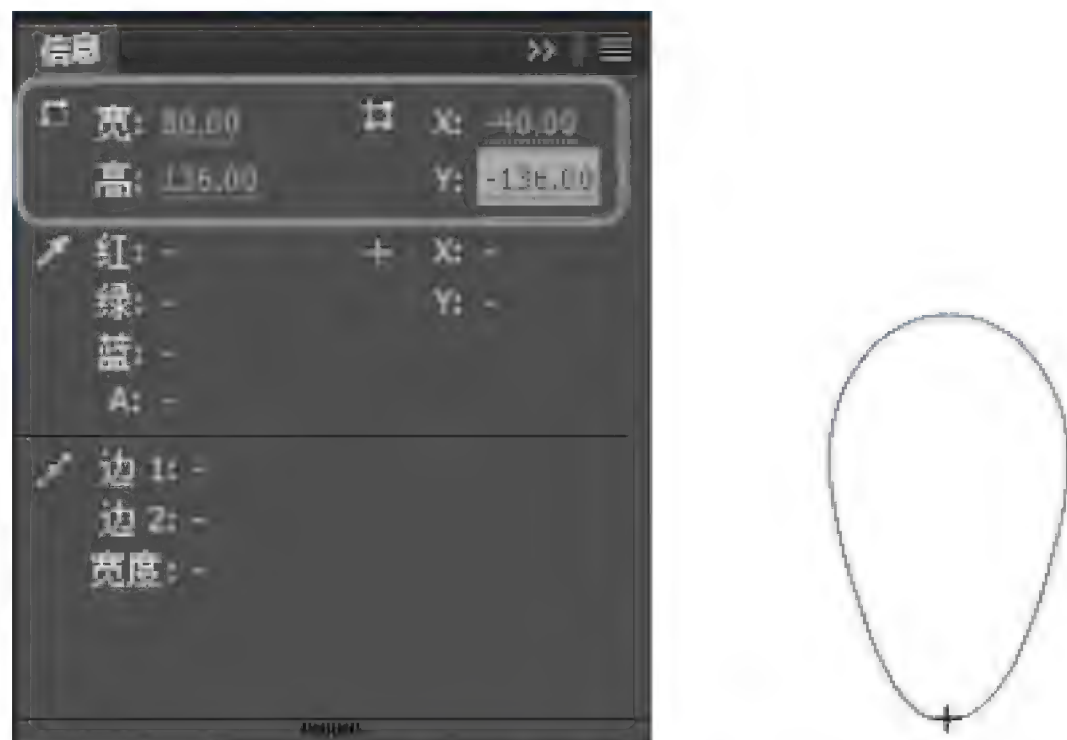 信息
宽: 80.00 X: -40.00
高: 136.00 Y: -136.00
红: - X: -
绿: - Y: -
蓝: -
A: -
边 1: -
边 2: -
宽度: -